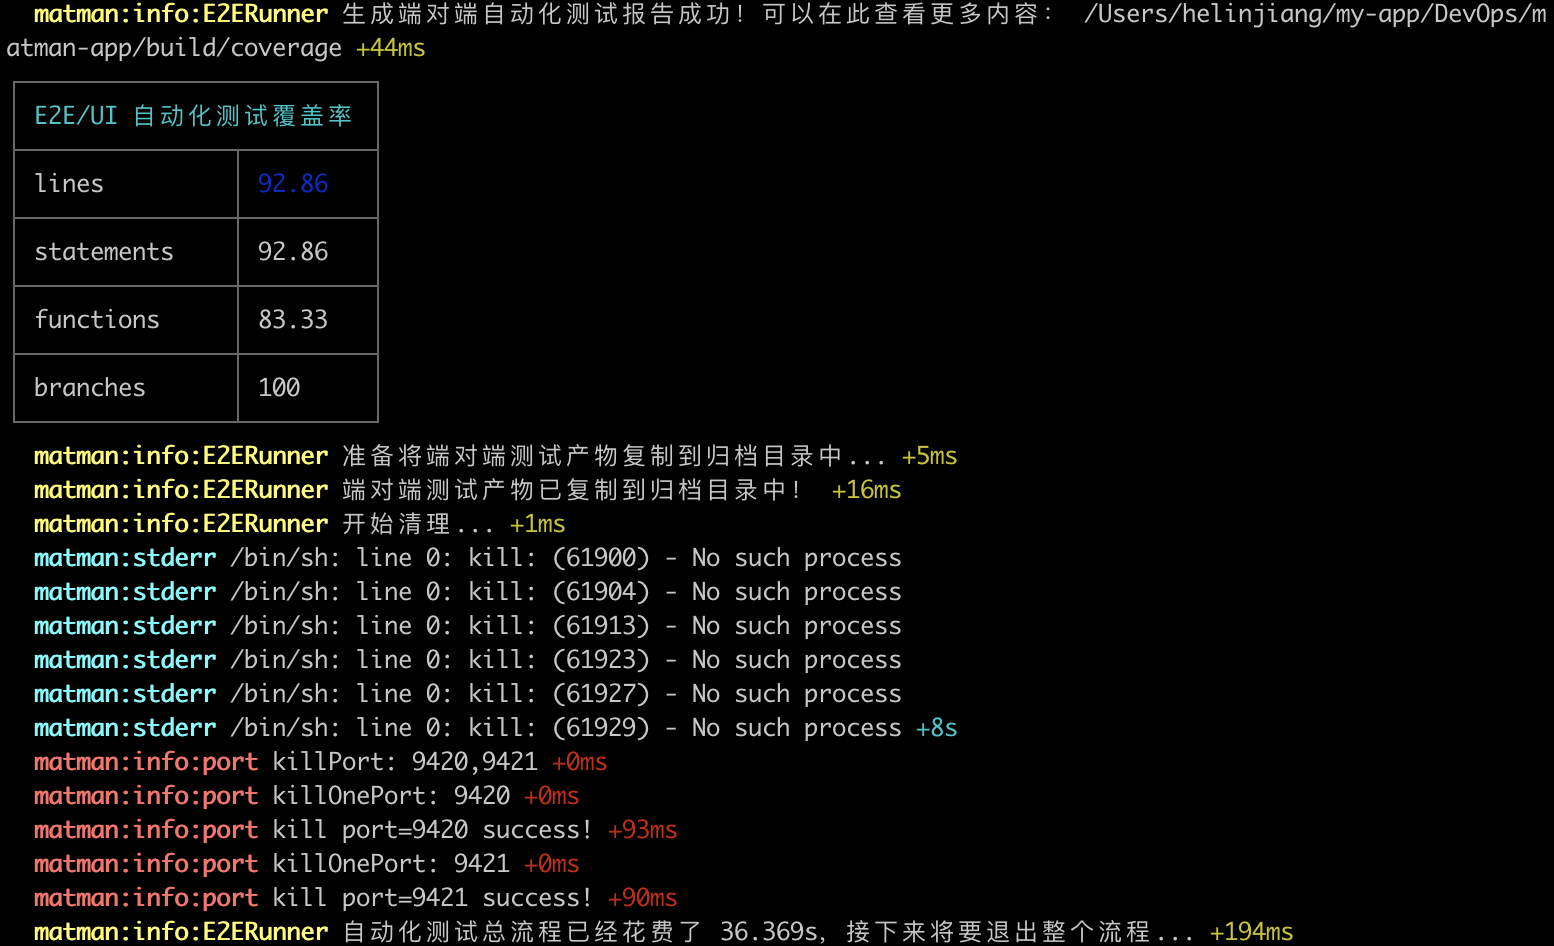 matman:info:E2ERunner 生成端对端自动化测试报告成功！可以在此查看更多内容： /Users/helinjiang/my-app/DevOps/m
atman-app/build/coverage +44ms
E2E/UI 自动化测试覆盖率
lines 92.86
statements 92.86
functions 83.33
branches 100
matman:info:E2ERunner 准备将端对端测试产物复制到归档目录中... +5ms
matman:info:E2ERunner 端对端测试产物已复制到归档目录中！ +16ms
matman:info:E2ERunner 开始清理... +1ms
matman:stderr /bin/sh: line 0: kill: (61900) - No such process
matman:stderr /bin/sh: line 0: kill: (61904) - No such process
matman:stderr /bin/sh: line 0: kill: (61913) - No such process
matman:stderr /bin/sh: line 0: kill: (61923) - No such process
matman:stderr /bin/sh: line 0: kill: (61927) - No such process
matman:stderr /bin/sh: line 0: kill: (61929) - No such process +8s
matman:info:port killPort: 9420,9421 +0ms
matman:info:port killOnePort: 9420 +0ms
matman:info:port kill port=9420 success! +93ms
matman:info:port killOnePort: 9421 +0ms
matman:info:port kill port=9421 success! +90ms
matman:info:E2ERunner 自动化测试总流程已经花费了 36.369s, 接下来将要退出整个流程... +194ms